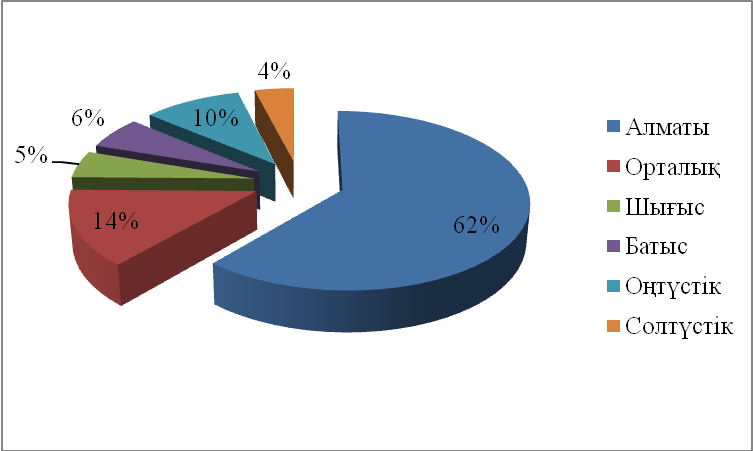 4%
10%
6%
5%
14%
62%
Алматы
Орталық
Шығыс
Батыс
Оңтүстік
Солтүстік